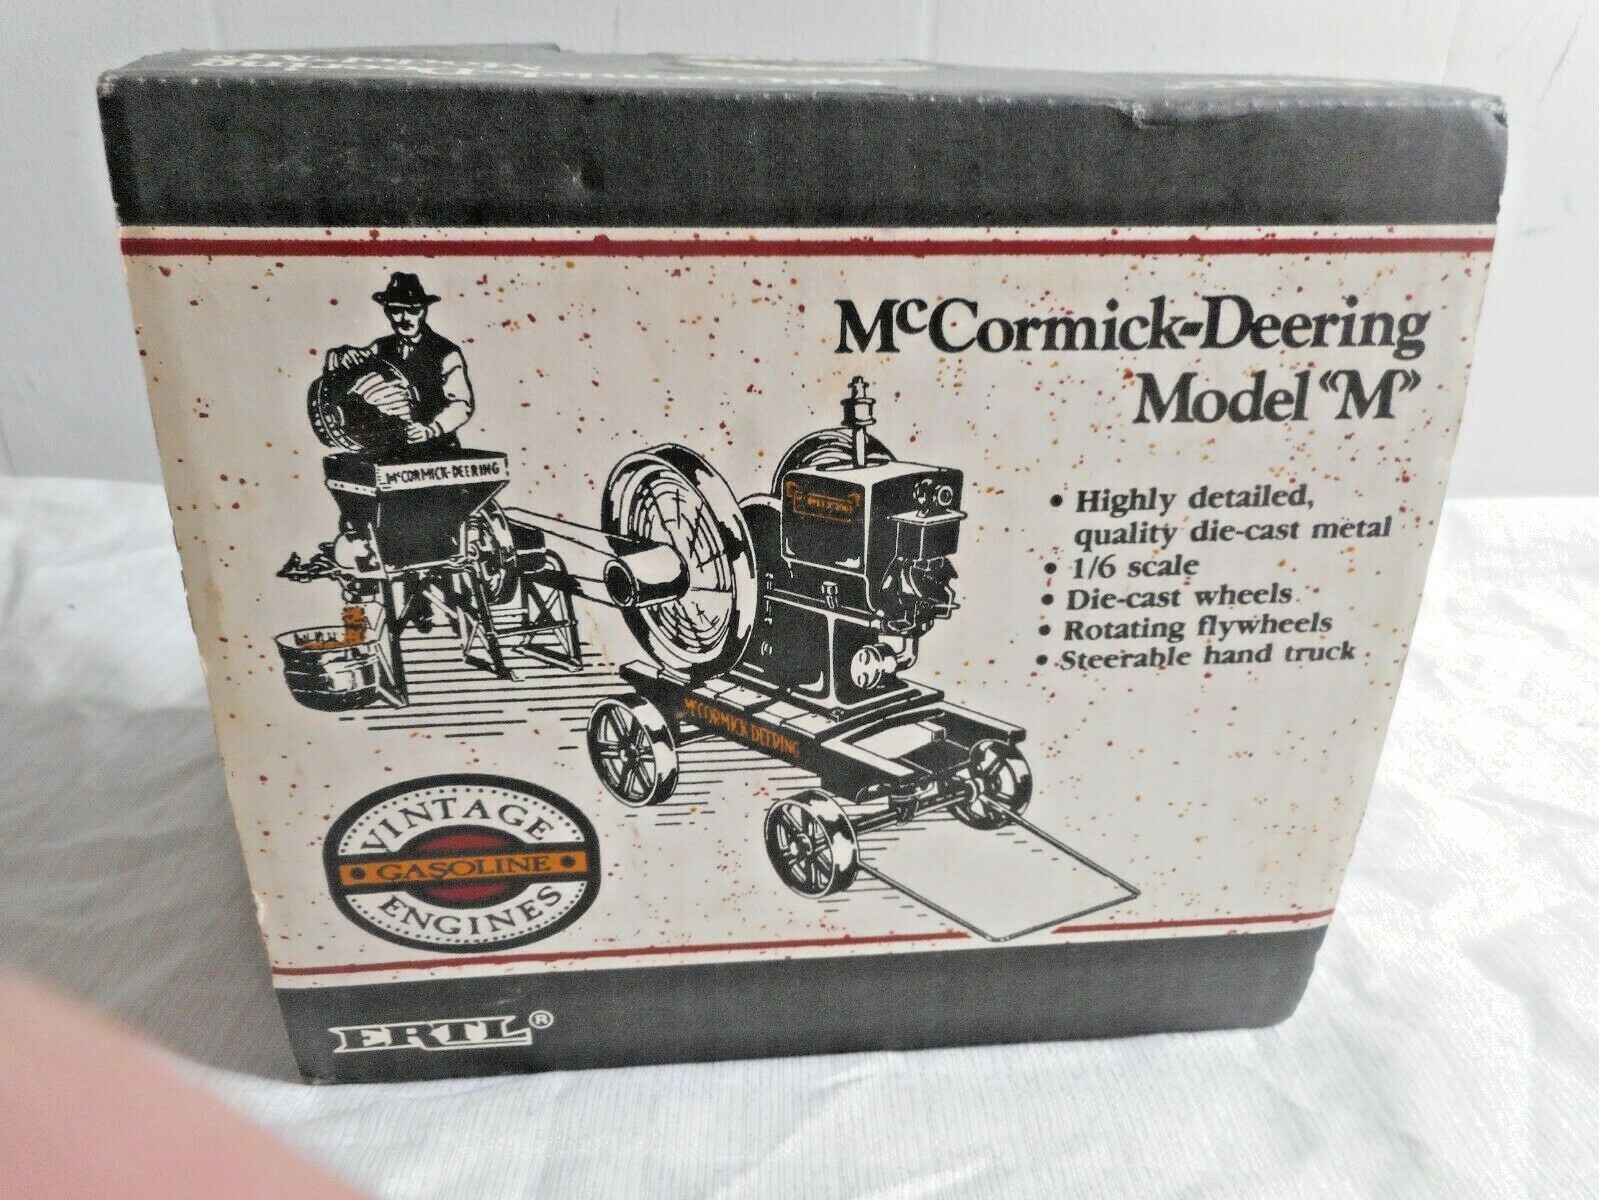 McCormick-Deering
Model "M"
• Highly detailed,
quality die-cast metal
• 1/6 scale
• Die-cast wheels
• Rotating flywheels
• Steerable hand truck
McCORMICK-DEERING
McCORMICK DEERING
VINTAGE
• GASOLINE •
ENGINES
ERTL®